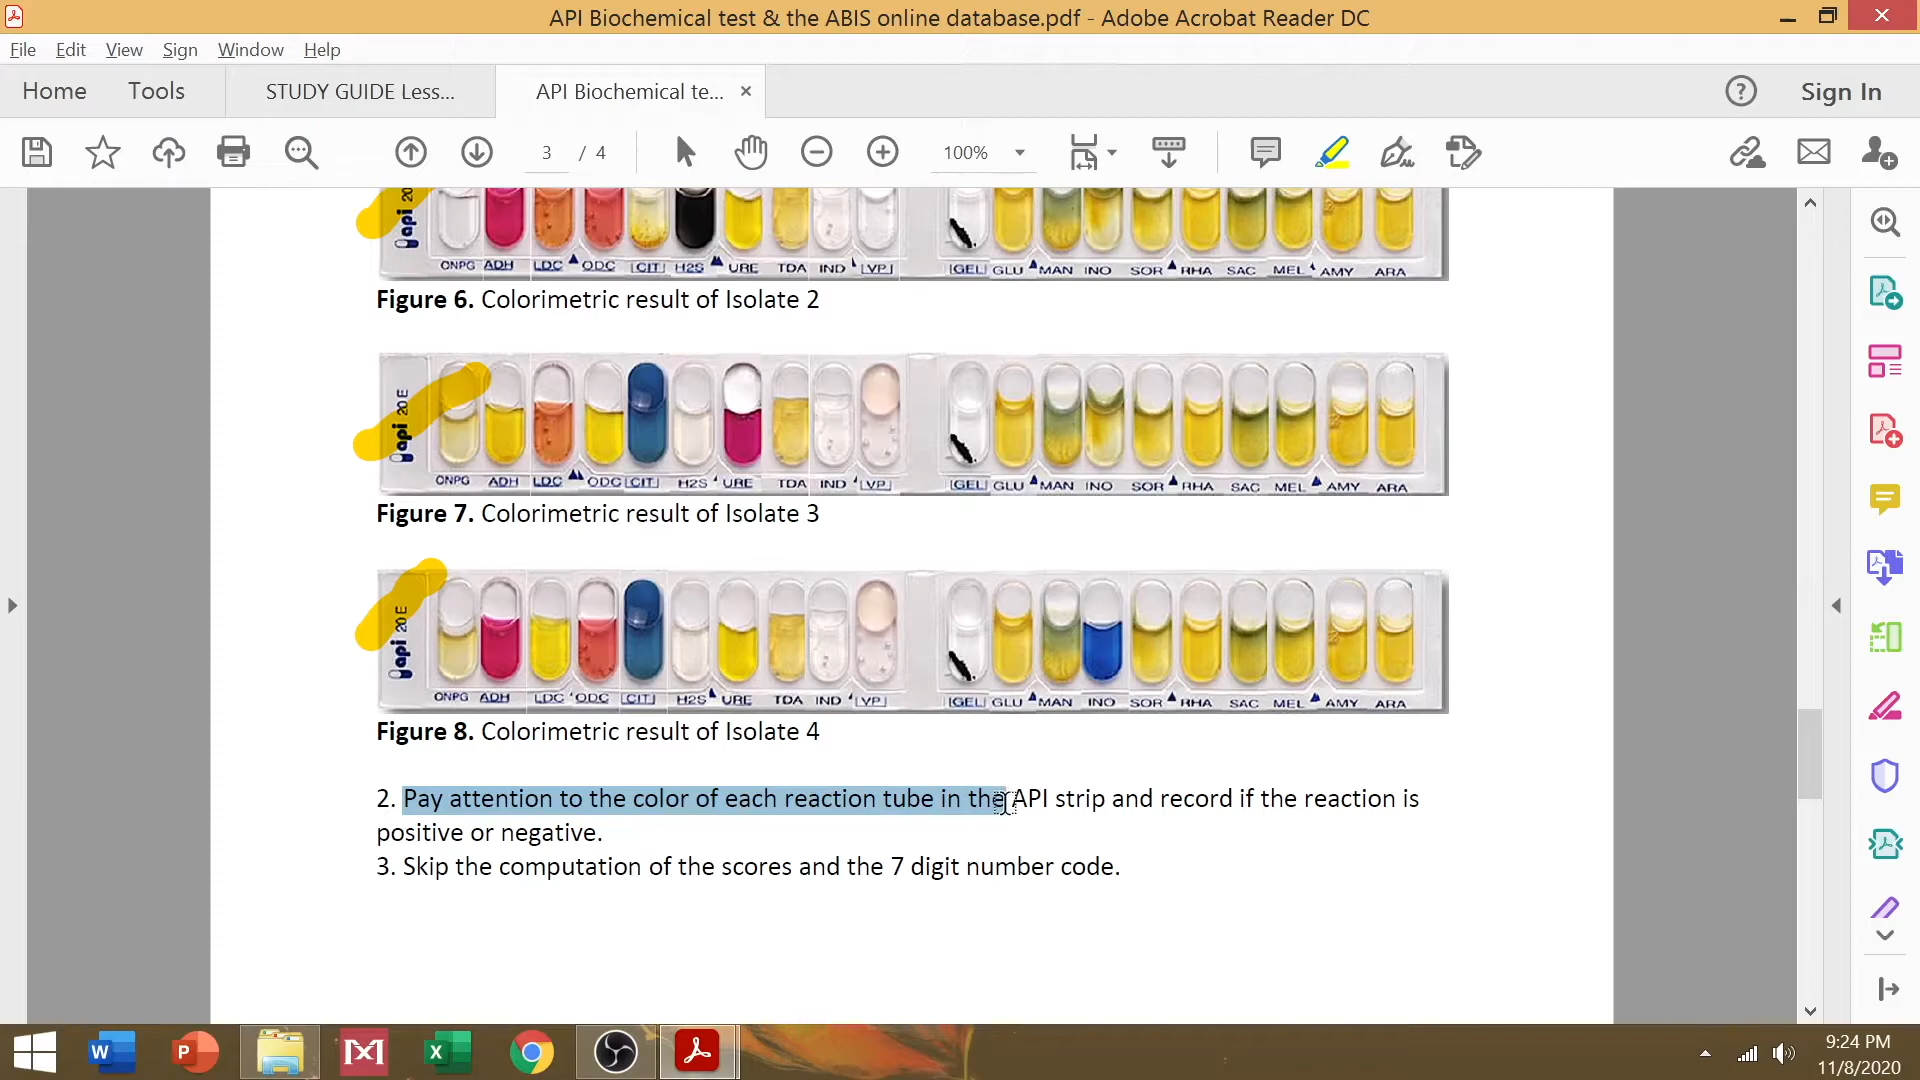 API Biochemical test & the ABIS online database.pdf - Adobe Acrobat Reader DC
File Edit View Sign Window Help
Home Tools STUDY GUIDE Less... API Biochemical te... × Sign In
3 / 4 100%
api 20
ONPG ADH LDC ODC CIT H2S URE TDA IND VP GEL GLU MAN INO SOR RHA SAC MEL AMY ARA
Figure 6. Colorimetric result of Isolate 2
api 20 E
ONPG ADH LDC ODC CIT H2S URE TDA IND VP GEL GLU MAN INO SOR RHA SAC MEL AMY ARA
Figure 7. Colorimetric result of Isolate 3
api 20 E
ONPG ADH LDC ODC CIT H2S URE TDA IND VP GEL GLU MAN INO SOR RHA SAC MEL AMY ARA
Figure 8. Colorimetric result of Isolate 4
2. Pay attention to the color of each reaction tube in the API strip and record if the reaction is
positive or negative.
3. Skip the computation of the scores and the 7 digit number code.
9:24 PM
11/8/2020